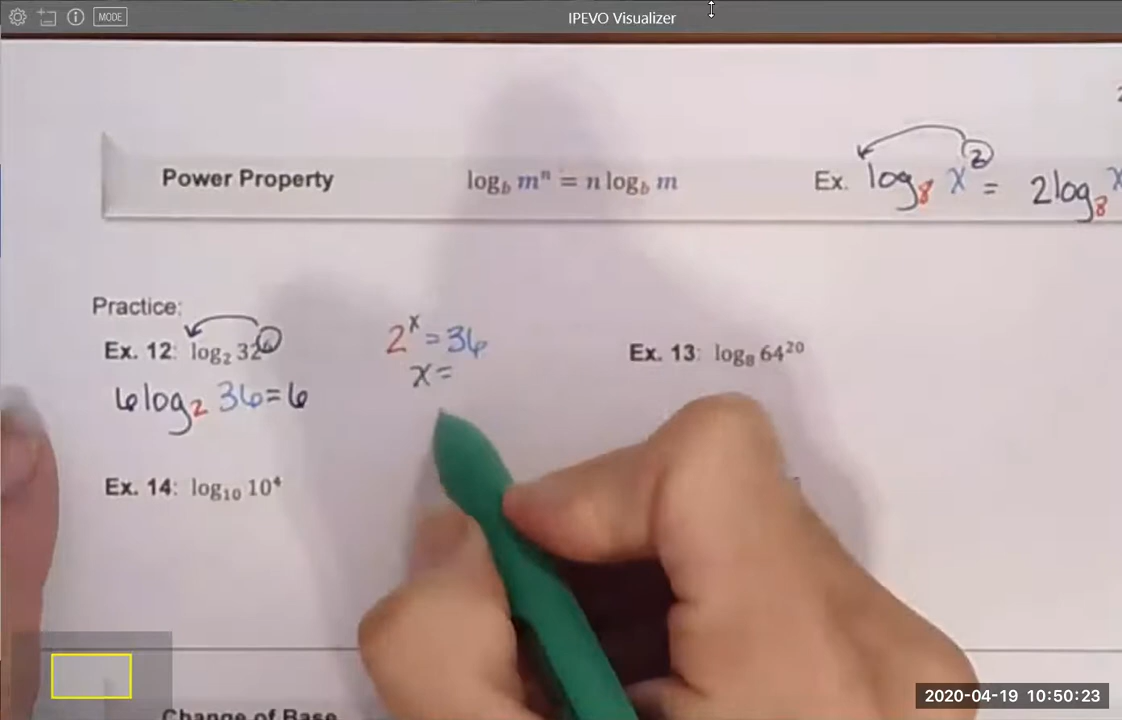 MODE
IPEVO Visualizer
Power Property log_b m^n = n log_b m Ex. log_8 x^2 = 2log_8 x
Practice:
Ex. 12: log_2 32^6 2^x = 36 Ex. 13: log_8 64^20
x =
6log_2 36 = 6
Ex. 14: log_10 10^4
Change of Base
2020-04-19 10:50:23